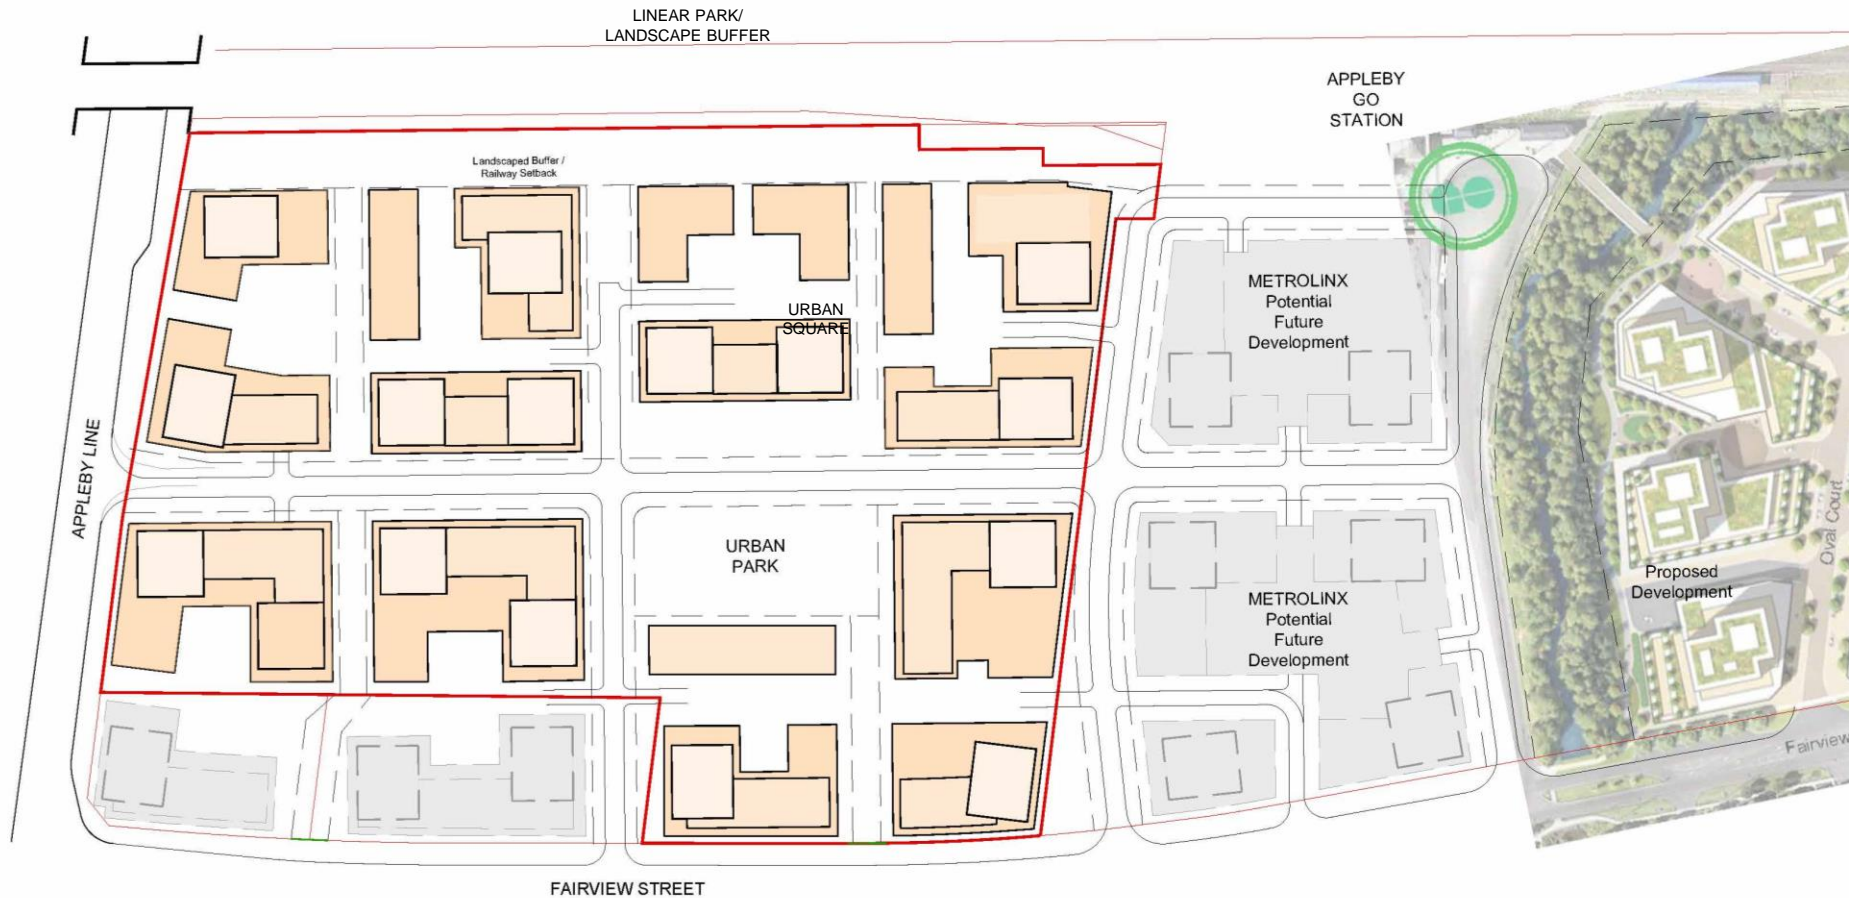 LINEAR PARK/
LANDSCAPE BUFFER
APPLEBY
GO
STATION
Landscaped Buffer /
Railway Setback
URBAN
SQUARE
METROLINX
Potential
Future
Development
APPLEBY LINE
URBAN
PARK
METROLINX
Potential
Future
Development
Proposed
Development
Oval Court
Fairview
FAIRVIEW STREET